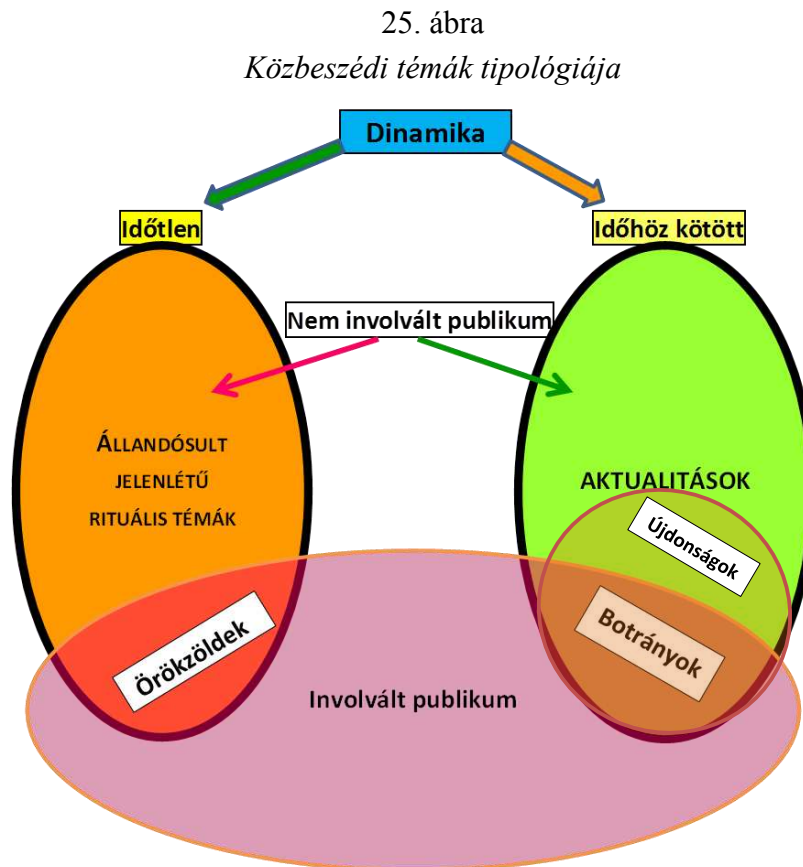 25. ábra
Közbeszédi témák tipológiája
Dinamika
Időtlen
Időhöz kötött
Nem involvált publikum
ÁLLANDÓSULT
JELENLÉTŰ
RITUÁLIS TÉMÁK
AKTUALITÁSOK
Újdonságok
Örökzöldek
Botrányok
Involvált publikum